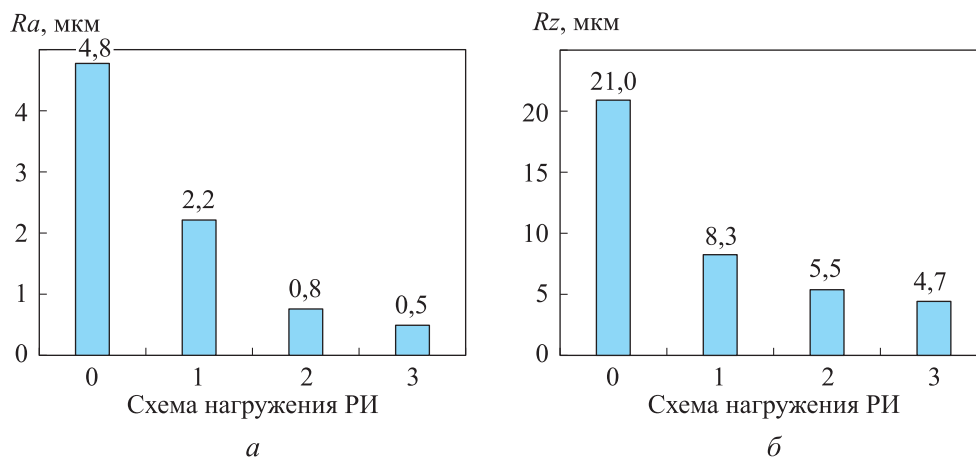 Ra, мкм
4,8
4
3
2,2
2
0,8
1
0,5
0
0 1 2 3
Схема нагружения РИ
а
Rz, мкм
21,0
20
15
10
8,3
5,5
4,7
5
0
0 1 2 3
Схема нагружения РИ
б